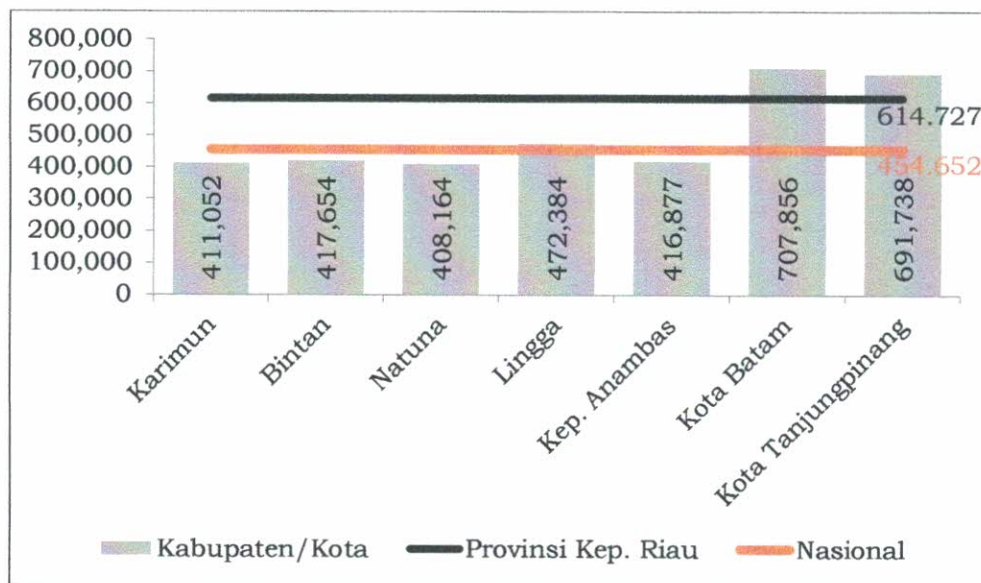 800,000
700,000
600,000
500,000
400,000
300,000
200,000
100,000
0
614.727
454.652
411,052
417,654
408,164
472,384
416,877
707,856
691,738
Karimun
Bintan
Natuna
Lingga
Kep. Anambas
Kota Batam
Kota Tanjungpinang
Kabupaten/Kota
Provinsi Kep. Riau
Nasional